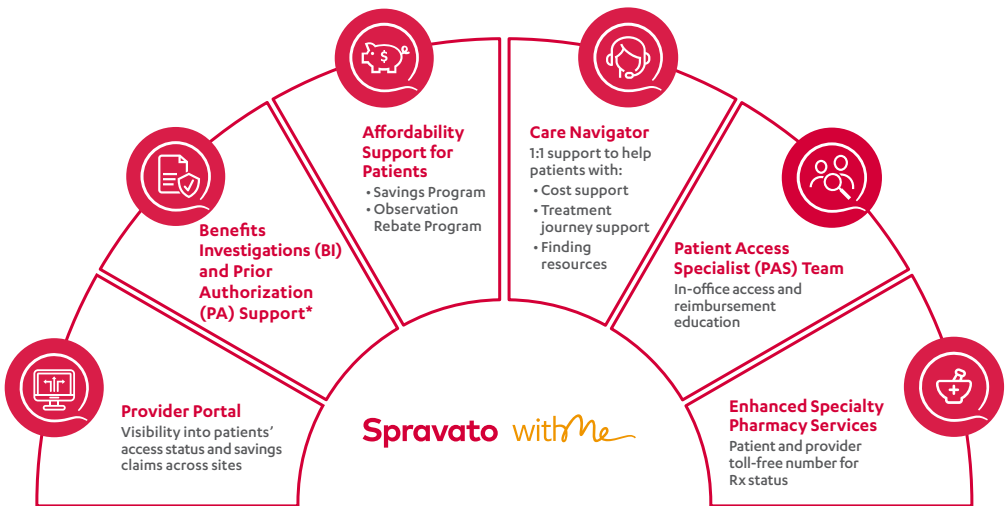 Provider Portal
Visibility into patients’
access status and savings
claims across sites
Benefits
Investigations (BI)
and Prior
Authorization
(PA) Support*
Affordability
Support for
Patients
• Savings Program
• Observation
Rebate Program
Care Navigator
1:1 support to help
patients with:
• Cost support
• Treatment
journey support
• Finding
resources
Patient Access
Specialist (PAS) Team
In-office access and
reimbursement
education
Enhanced Specialty
Pharmacy Services
Patient and provider
toll-free number for
Rx status
Spravato withMe
$